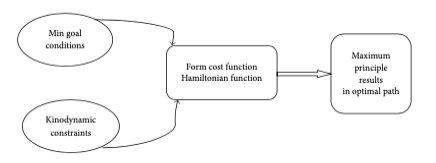 Min goal
conditions
Kinodynamic
constraints
Form cost function
Hamiltonian function
Maximum
principle
results
in optimal path